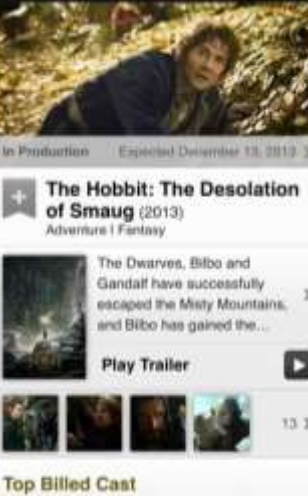 In Production Expected December 13, 2013
The Hobbit: The Desolation
of Smaug (2013)
Adventure | Fantasy
The Dwarves, Bilbo and
Gandalf have successfully
escaped the Misty Mountains,
and Bilbo has gained the...
Play Trailer
13
Top Billed Cast